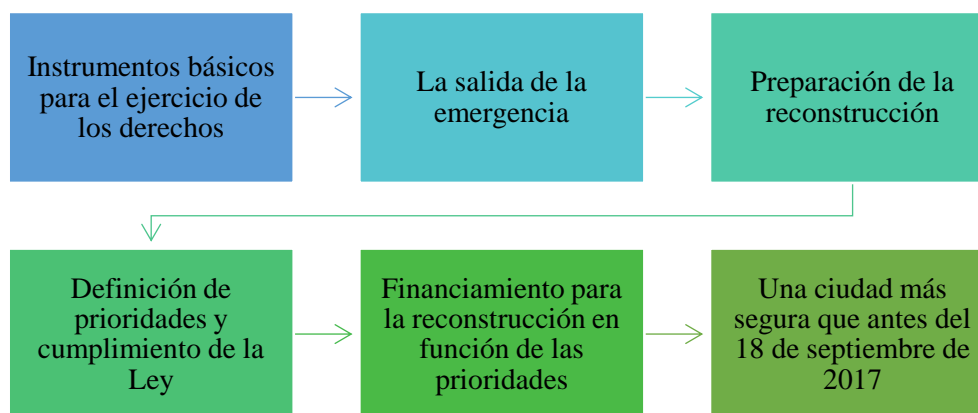 Instrumentos básicos
para el ejercicio de
los derechos
La salida de la
emergencia
Preparación de la
reconstrucción
Definición de
prioridades y
cumplimiento de la
Ley
Financiamiento para
la reconstrucción en
función de las
prioridades
Una ciudad más
segura que antes del
18 de septiembre de
2017